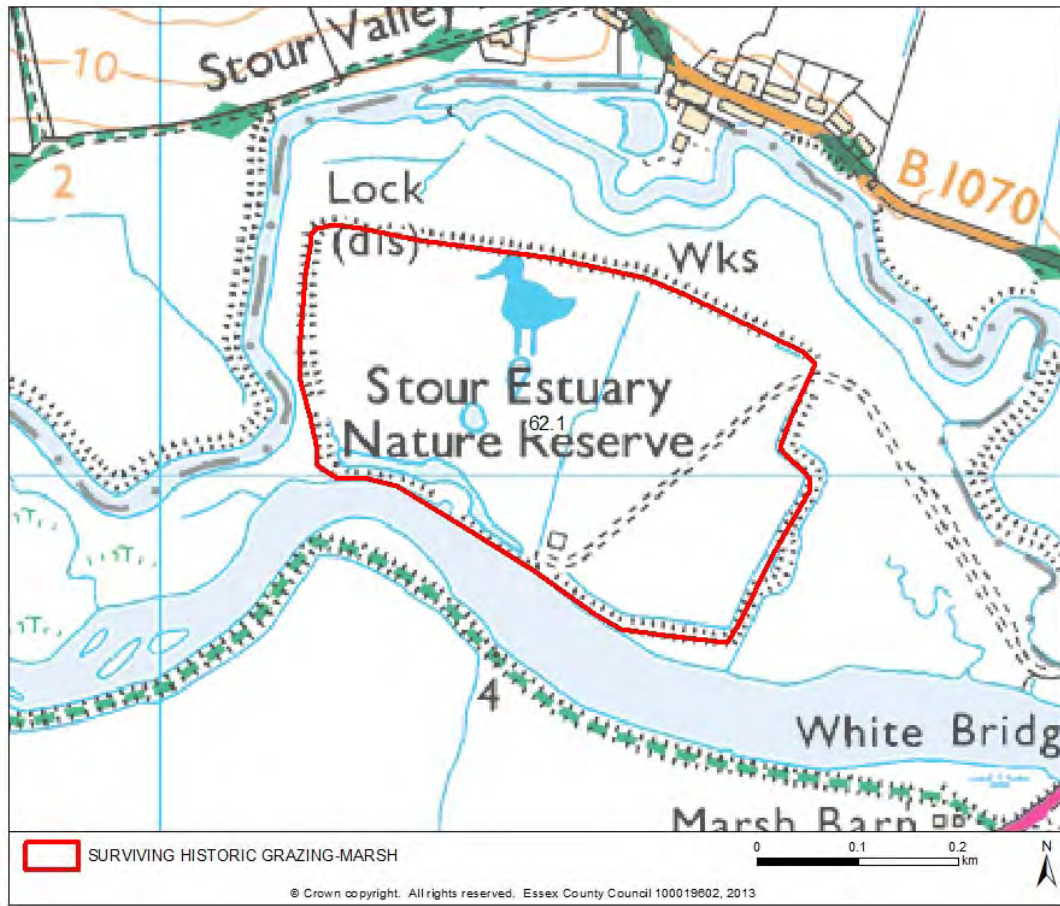 Stour Valley
10
2
B 1070
Lock
(dis)
Wks
Stour Estuary
62.1
Nature Reserve
4
White Bridg
Marsh Barn
SURVIVING HISTORIC GRAZING-MARSH
0 0.1 0.2
km
N
© Crown copyright. All rights reserved. Essex County Council 100019602, 2013